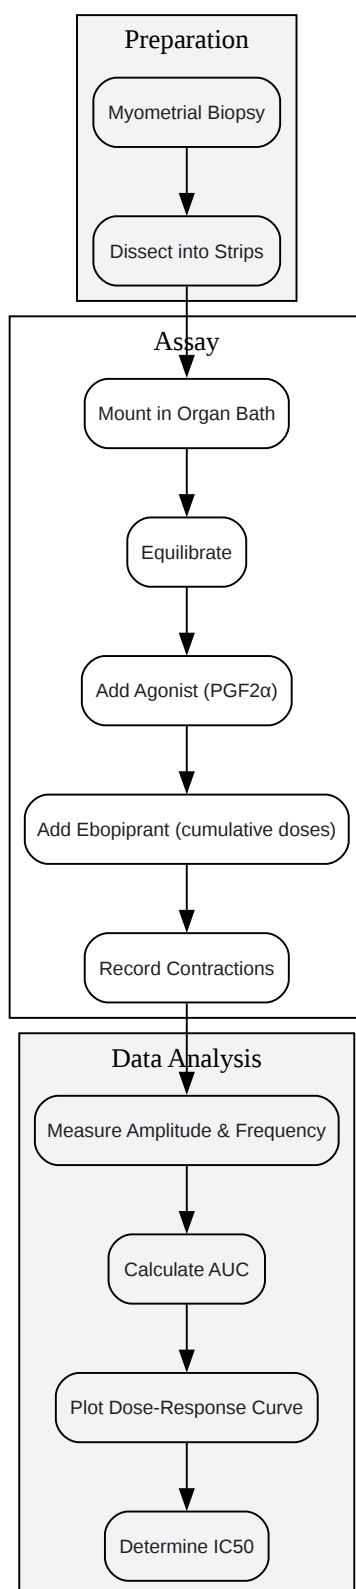 Preparation
Myometrial Biopsy
Dissect into Strips
Assay
Mount in Organ Bath
Equilibrate
Add Agonist (PGF2α)
Add Ebopiprant (cumulative doses)
Record Contractions
Data Analysis
Measure Amplitude & Frequency
Calculate AUC
Plot Dose-Response Curve
Determine IC50